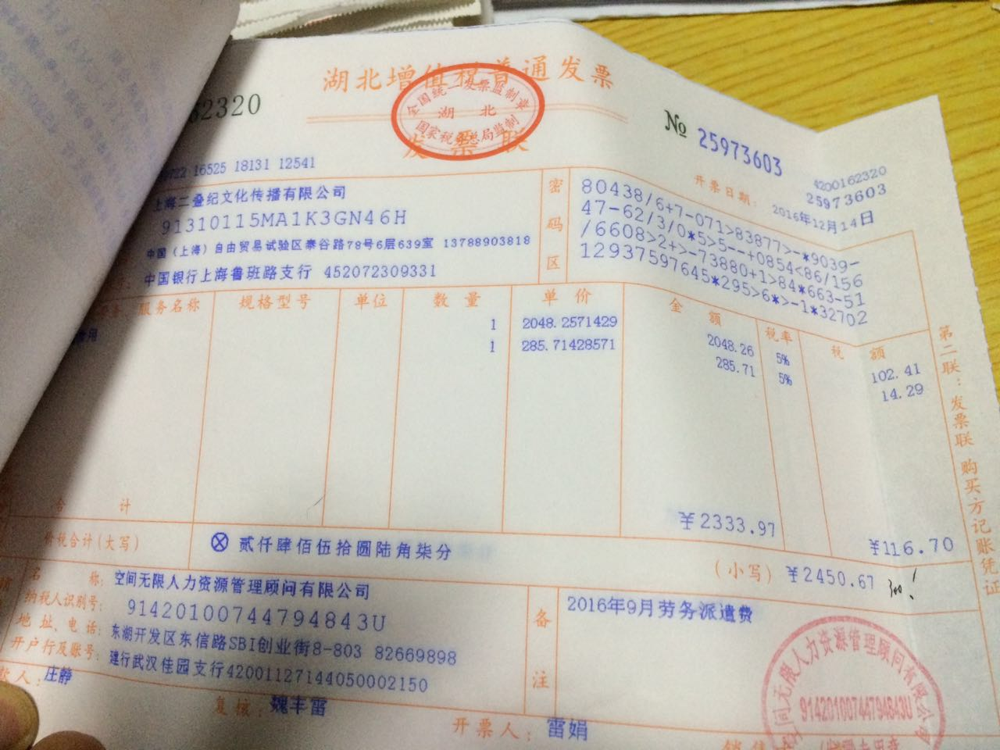 湖北增值税普通发票
全国统一发票监制章
湖 北
国家税务总局监制
发票联
62320
№ 25973603
4200162320
25973603
开票日期: 2016年12月14日
16525 18131 12541
上海二叠纪文化传播有限公司
91310115MA1K3GN46H
中国（上海）自由贸易试验区泰谷路78号6层639室 13788903818
中国银行上海鲁班路支行 452072309331
密码区
80438/6+7-071>83877>-*9039-
47-62/3/0*5>5--+0854<86/156
/6608>2+>-73880+1>84*663-51
12937597645*295>6*>-1*32702
服务名称 规格型号 单位 数量 单价 金额 税率 税额
费用 1 2048.2571429 2048.26 5% 102.41
1 285.71428571 285.71 5% 14.29
合 计 ¥2333.97 ¥116.70
价税合计(大写) ⊗ 贰仟肆佰伍拾圆陆角柒分 (小写) ¥2450.67
300!
名 称: 空间无限人力资源管理顾问有限公司
纳税人识别号: 91420100744794843U
地址、电话: 东湖开发区东信路SBI创业街8-803 82669898
开户行及账号: 建行武汉佳园支行42001127144050002150
备注
2016年9月劳务派遣费
款人: 庄静
复核: 魏丰雷
开票人: 雷娟
销售
空间无限人力资源管理顾问有限公司
91420100744794843U
第二联:发票联 购买方记账凭证